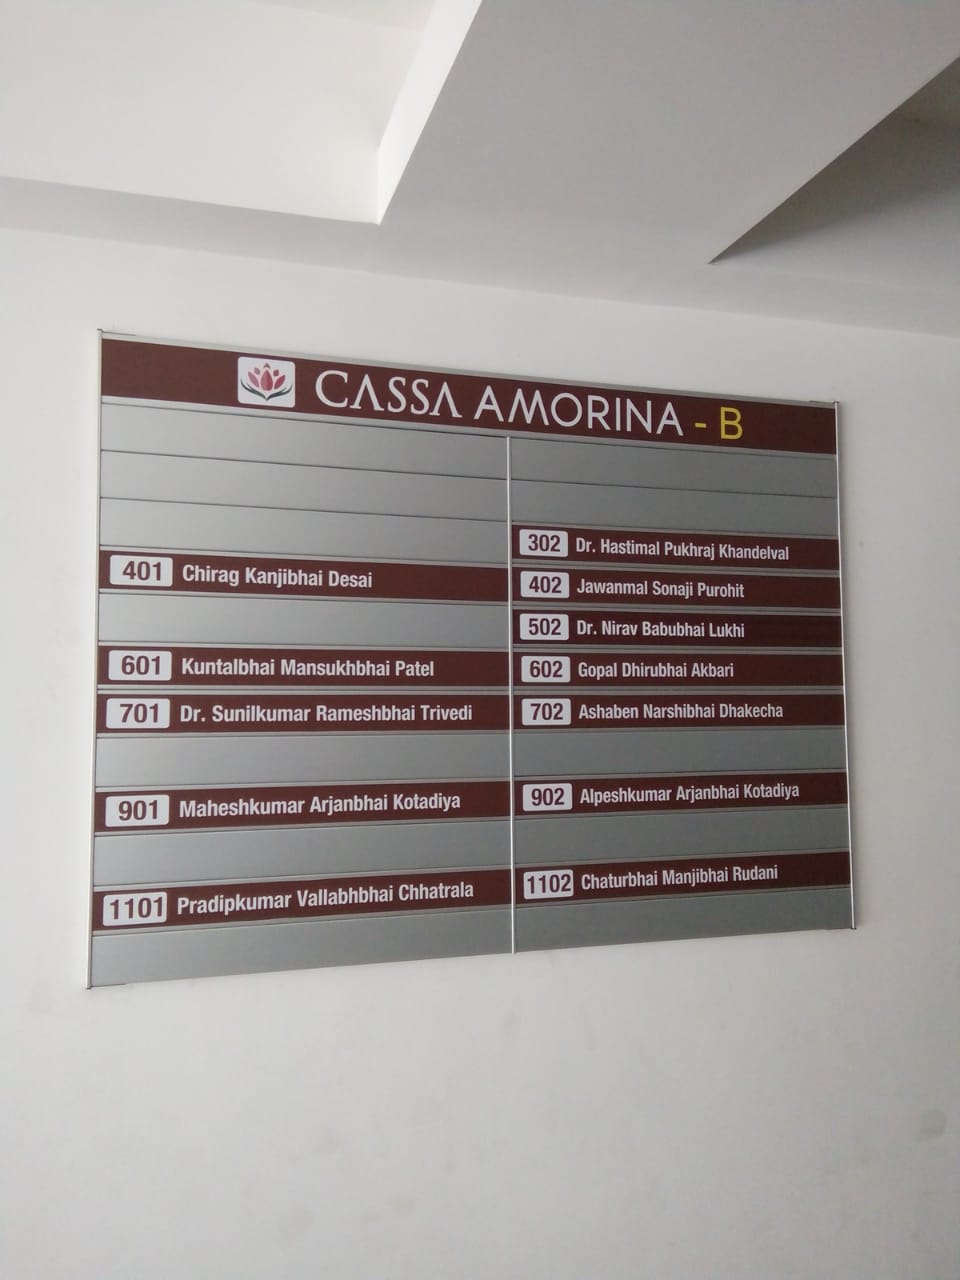 CASSA AMORINA - B
401 Chirag Kanjibhai Desai
601 Kuntalbhai Mansukhbhai Patel
701 Dr. Sunilkumar Rameshbhai Trivedi
901 Maheshkumar Arjanbhai Kotadiya
1101 Pradipkumar Vallabhbhai Chhatrala
302 Dr. Hastimal Pukhraj Khandelval
402 Jawanmal Sonaji Purohit
502 Dr. Nirav Babubhai Lukhi
602 Gopal Dhirubhai Akbari
702 Ashaben Narshibhai Dhakecha
902 Alpeshkumar Arjanbhai Kotadiya
1102 Chaturbhai Manjibhai Rudani